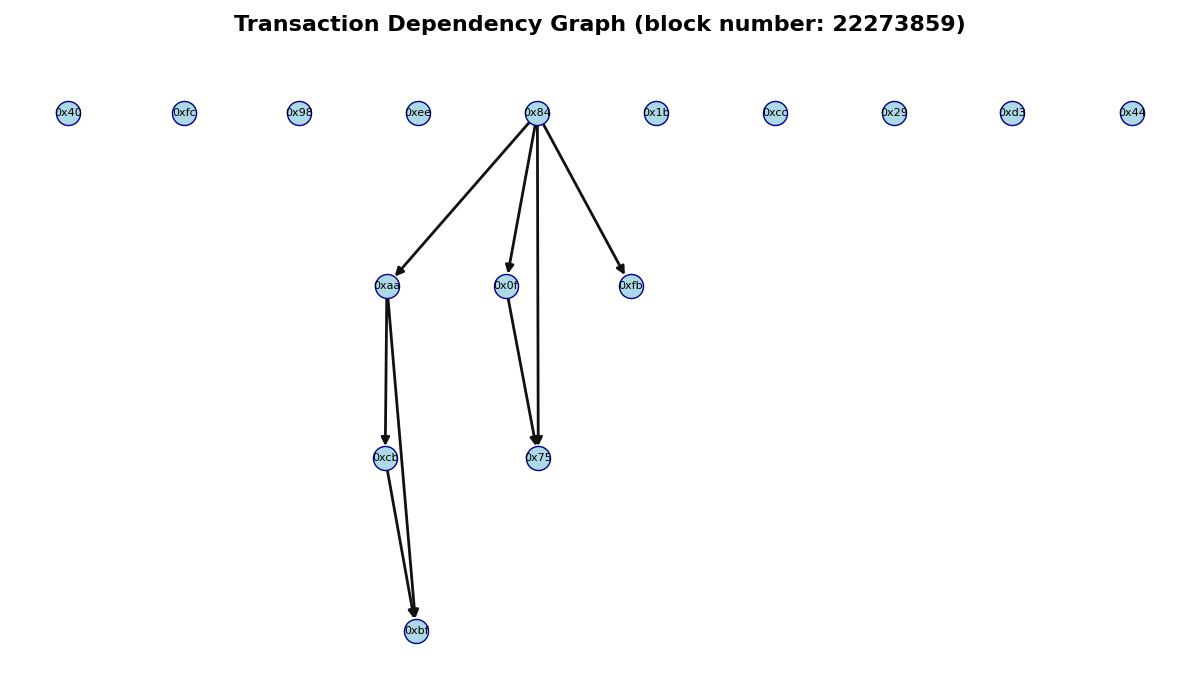 Transaction Dependency Graph (block number: 22273859)
0x40 0xfc 0x98 0xee 0x84 0x1b 0xcc 0x29 0xd3 0x44
0xaa 0x0f 0xfb
0xcb 0x75
0xbf